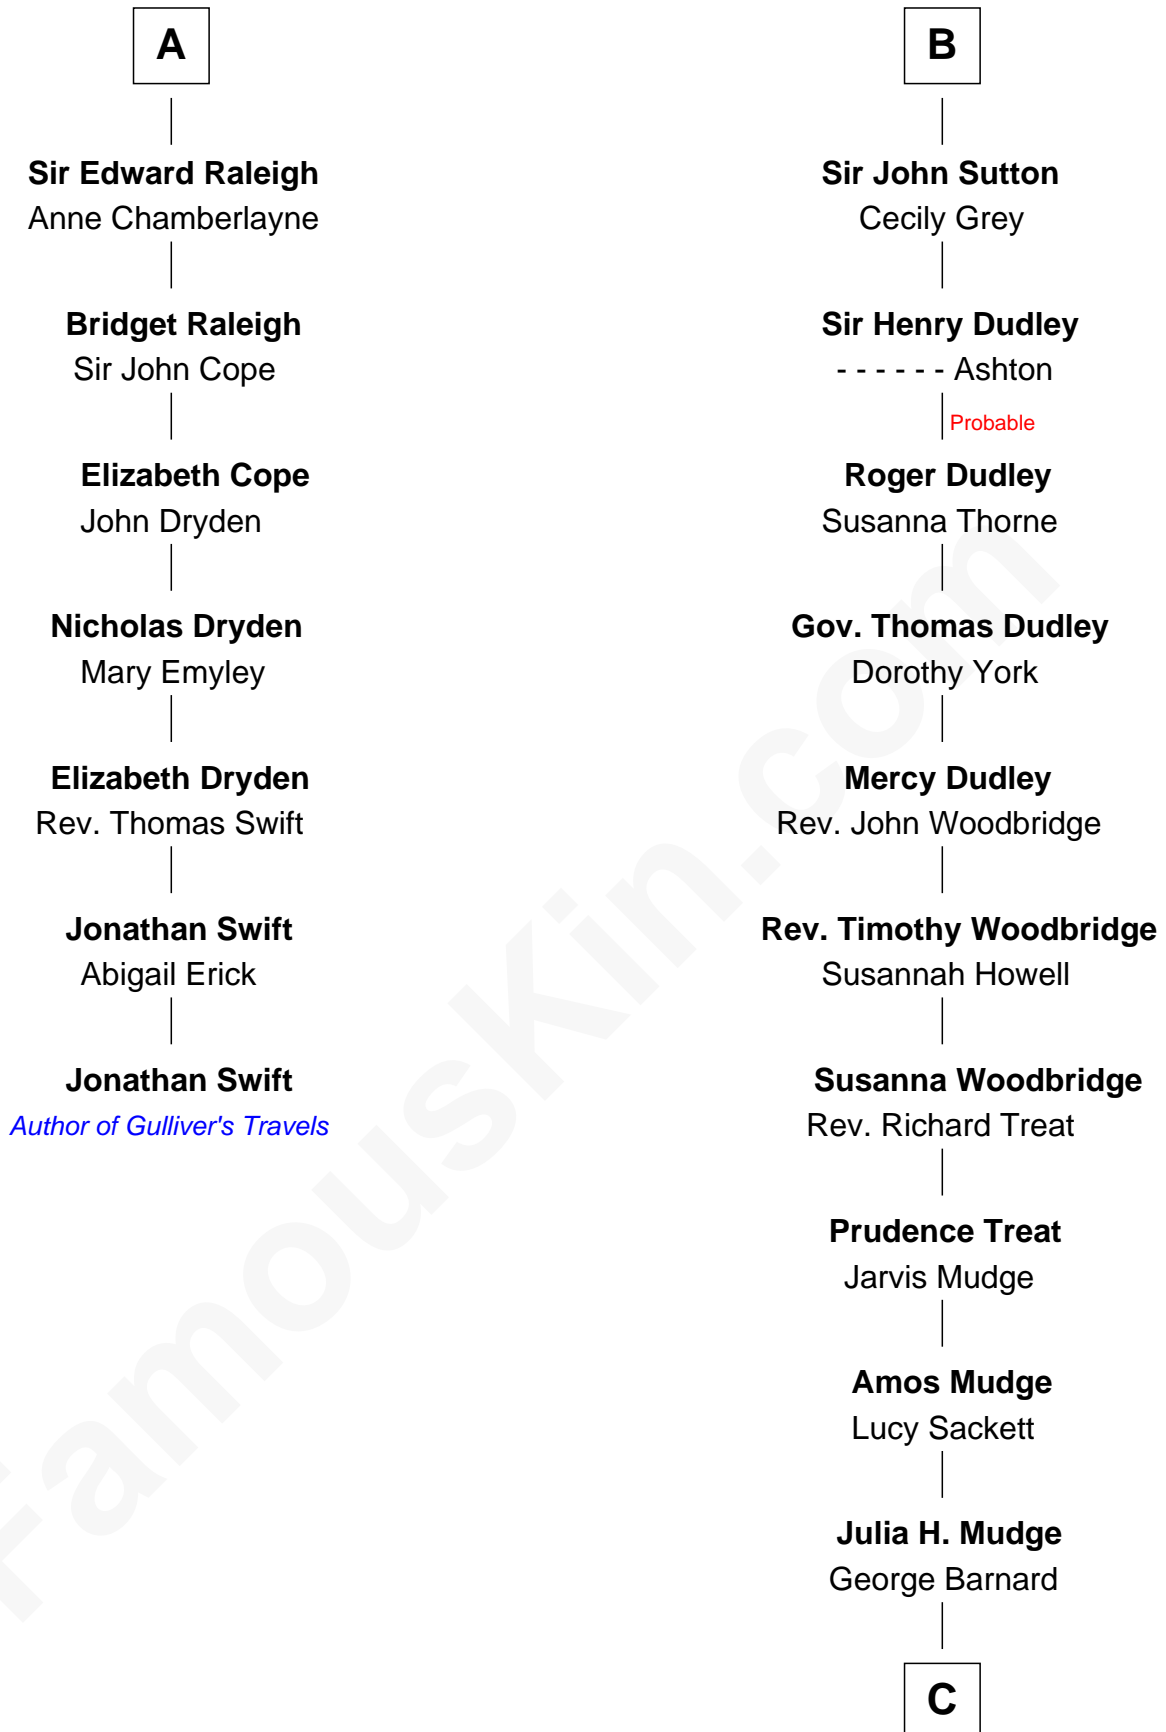 A
Sir Edward Raleigh
Anne Chamberlayne
Bridget Raleigh
Sir John Cope
Elizabeth Cope
John Dryden
Nicholas Dryden
Mary Emyley
Elizabeth Dryden
Rev. Thomas Swift
Jonathan Swift
Abigail Erick
Jonathan Swift
Author of Gulliver's Travels
B
Sir John Sutton
Cecily Grey
Sir Henry Dudley
- - - - - - Ashton
Probable
Roger Dudley
Susanna Thorne
Gov. Thomas Dudley
Dorothy York
Mercy Dudley
Rev. John Woodbridge
Rev. Timothy Woodbridge
Susannah Howell
Susanna Woodbridge
Rev. Richard Treat
Prudence Treat
Jarvis Mudge
Amos Mudge
Lucy Sackett
Julia H. Mudge
George Barnard
C
FamousKin.com